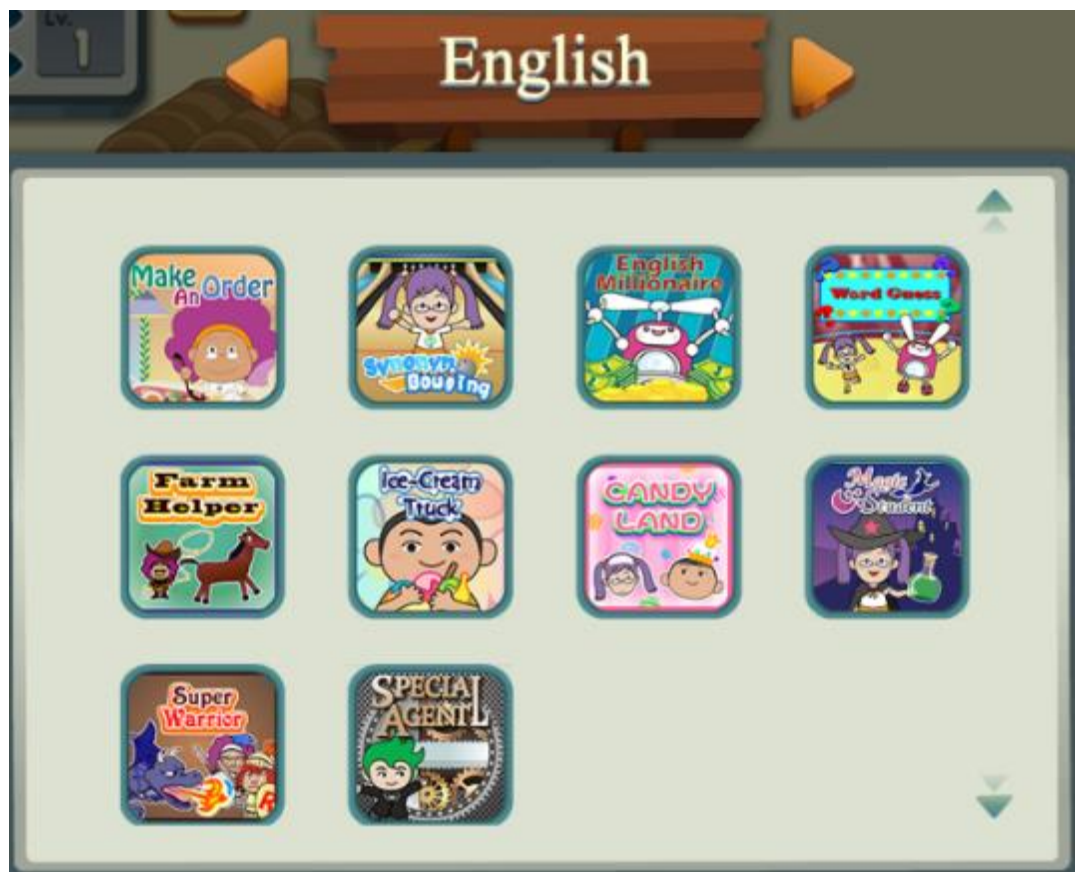 Lv.
1
English
Make
An Order
Synonym
Bowling
English
Millionaire
Word Guess
Farm
Helper
Ice-Cream
Truck
CANDY
LAND
Magic
Student
Super
Warrior
R
SPECIAL
AGENT